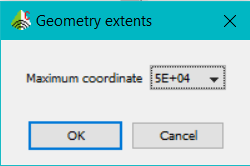 Geometry extents
Maximum coordinate 5E+04
OK Cancel